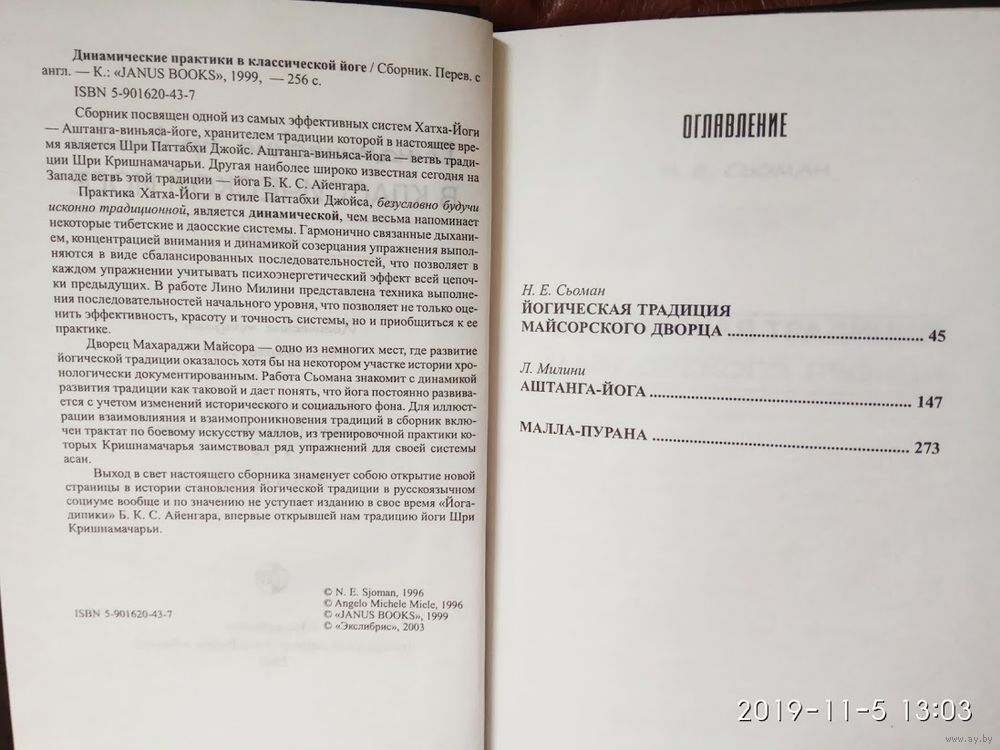 Динамические практики в классической йоге / Сборник. Перев. с
англ. — К.: «JANUS BOOKS», 1999, — 256 с.
ISBN 5-901620-43-7
Сборник посвящен одной из самых эффективных систем Хатха-Йоги
— Аштанга-виньяса-йоге, хранителем традиции которой в настоящее вре-
мя является Шри Паттабхи Джойс. Аштанга-виньяса-йога — ветвь тради-
ции Шри Кришнамачарьи. Другая наиболее широко известная сегодня на
Западе ветвь этой традиции — йога Б. К. С. Айенгара.
Практика Хатха-Йоги в стиле Паттабхи Джойса, безусловно будучи
исконно традиционной, является динамической, чем весьма напоминает
некоторые тибетские и даосские системы. Гармонично связанные дыхани-
ем, концентрацией внимания и динамикой созерцания упражнения выпол-
няются в виде сбалансированных последовательностей, что позволяет в
каждом упражнении учитывать психоэнергетический эффект всей цепоч-
ки предыдущих. В работе Лино Милини представлена техника выполне-
ния последовательностей начального уровня, что позволяет не только оце-
нить эффективность, красоту и точность системы, но и приобщиться к ее
практике.
Дворец Махараджи Майсора — одно из немногих мест, где развитие
йогической традиции оказалось хотя бы на некотором участке истории хро-
нологически документированным. Работа Сьомана знакомит с динамикой
развития традиции как таковой и дает понять, что йога постоянно развива-
ется с учетом изменений исторического и социального фона. Для иллюст-
рации взаимовлияния и взаимопроникновения традиций в сборник вклю-
чен трактат по боевому искусству маллов, из тренировочной практики ко-
торых Кришнамачарья заимствовал ряд упражнений для своей системы
асан.
Выход в свет настоящего сборника знаменует собою открытие новой
страницы в истории становления йогической традиции в русскоязычном
социуме вообще и по значению не уступает изданию в свое время «Йога-
дипики» Б. К. С. Айенгара, впервые открывшей нам традицию йоги Шри
Кришнамачарьи.
ISBN 5-901620-43-7
© N. E. Sjoman, 1996
© Angelo Michele Miele, 1996
© «JANUS BOOKS», 1999
© «Экслибрис», 2003
ОГЛАВЛЕНИЕ
Н. Е. Сьоман
ЙОГИЧЕСКАЯ ТРАДИЦИЯ
МАЙСОРСКОГО ДВОРЦА ........................................ 45
Л. Милини
АШТАНГА-ЙОГА ........................................ 147
МАЛЛА-ПУРАНА ........................................ 273
2019-11-5 13:03
www.ay.by